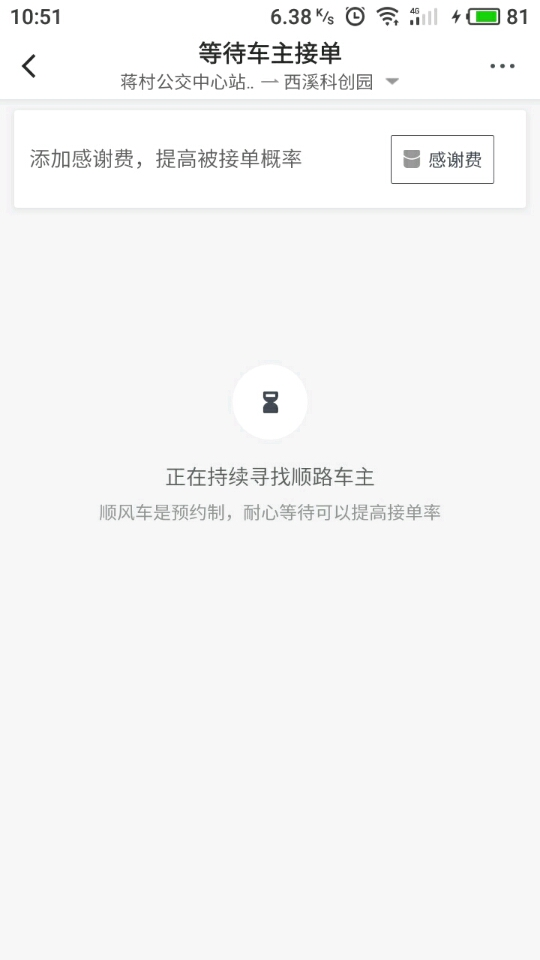 10:51
6.38 K/s 4G 81
等待车主接单
蒋村公交中心站.. — 西溪科创园
添加感谢费，提高被接单概率
感谢费
正在持续寻找顺路车主
顺风车是预约制，耐心等待可以提高接单率